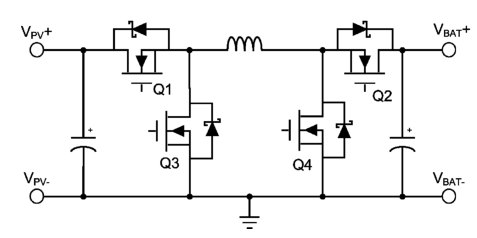 VPV+
VBAT+
Q1
Q2
+
+
Q3
Q4
VPV-
VBAT-